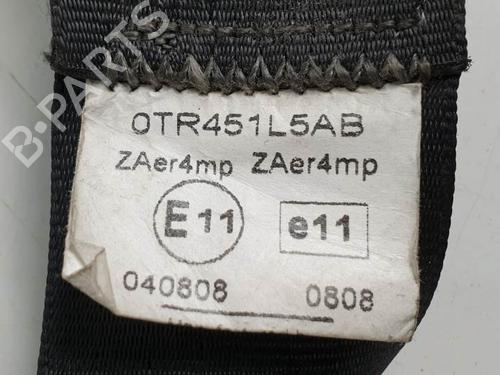 B-PARTS
0TR451L5AB
ZAer4mp ZAer4mp
E11 e11
040808 0808